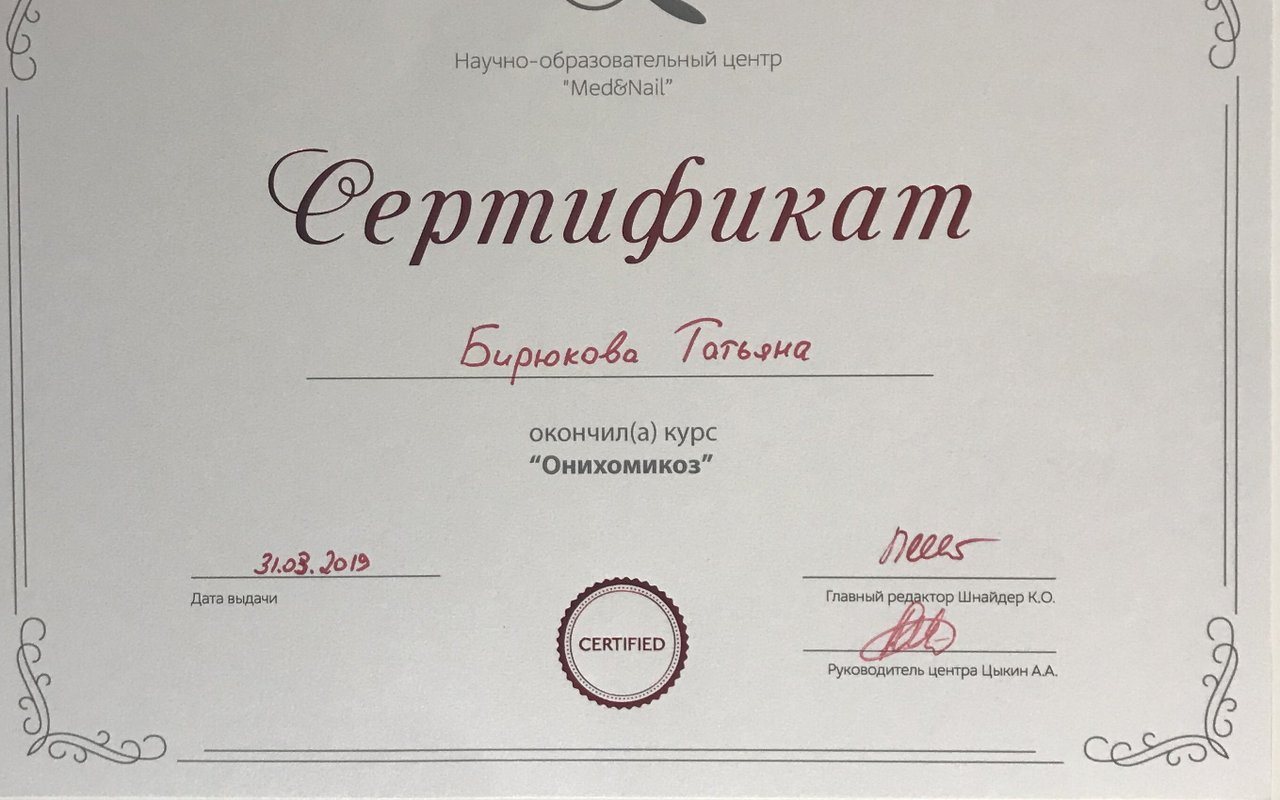 Научно-образовательный центр
"Med&Nail"
Сертификат
Бирюкова Татьяна
окончил(а) курс
“Онихомикоз”
31.03.2019
Дата выдачи
CERTIFIED
Главный редактор Шнайдер К.О.
Руководитель центра Цыкин А.А.